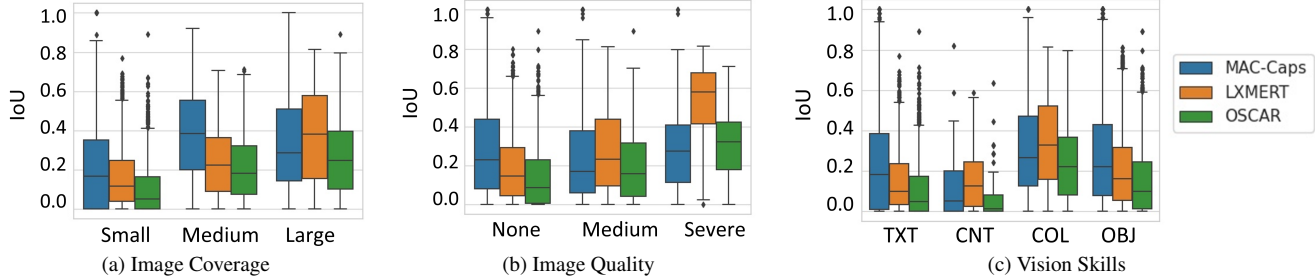 IoU
1.0
0.8
0.6
0.4
0.2
0.0
Small Medium Large
(a) Image Coverage
IoU
1.0
0.8
0.6
0.4
0.2
0.0
None Medium Severe
(b) Image Quality
IoU
1.0
0.8
0.6
0.4
0.2
0.0
TXT CNT COL OBJ
(c) Vision Skills
MAC-Caps
LXMERT
OSCAR